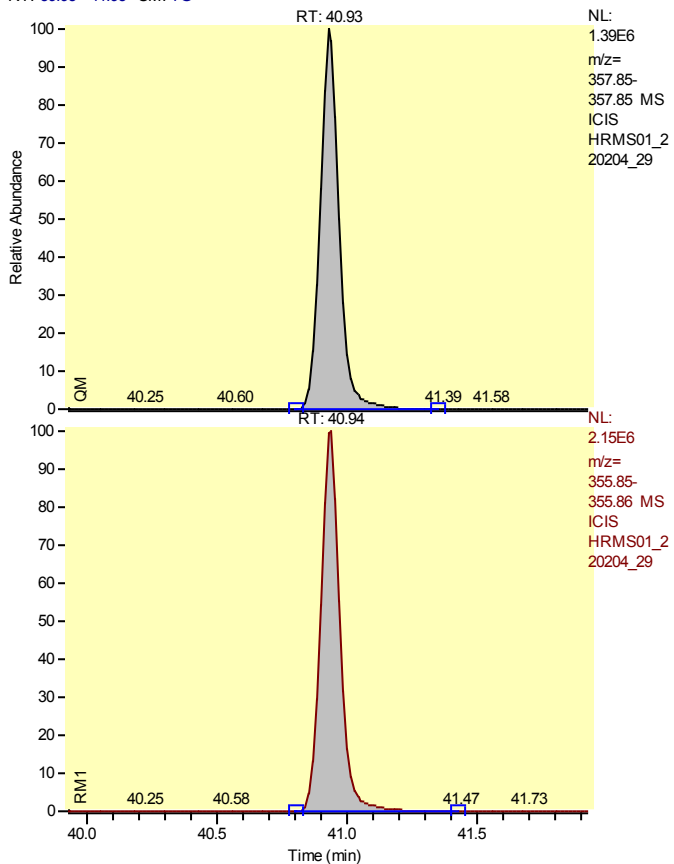 RT: 40.93
NL:
1.39E6
m/z=
357.85-
357.85 MS
ICIS
HRMS01_2
20204_29
100
90
80
70
60
50
40
30
20
10
0
Relative Abundance
QM
40.25 40.60 41.39 41.58
RT: 40.94
NL:
2.15E6
m/z=
355.85-
355.86 MS
ICIS
HRMS01_2
20204_29
100
90
80
70
60
50
40
30
20
10
0
RM1
40.25 40.58 41.47 41.73
40.0 40.5 41.0 41.5
Time (min)